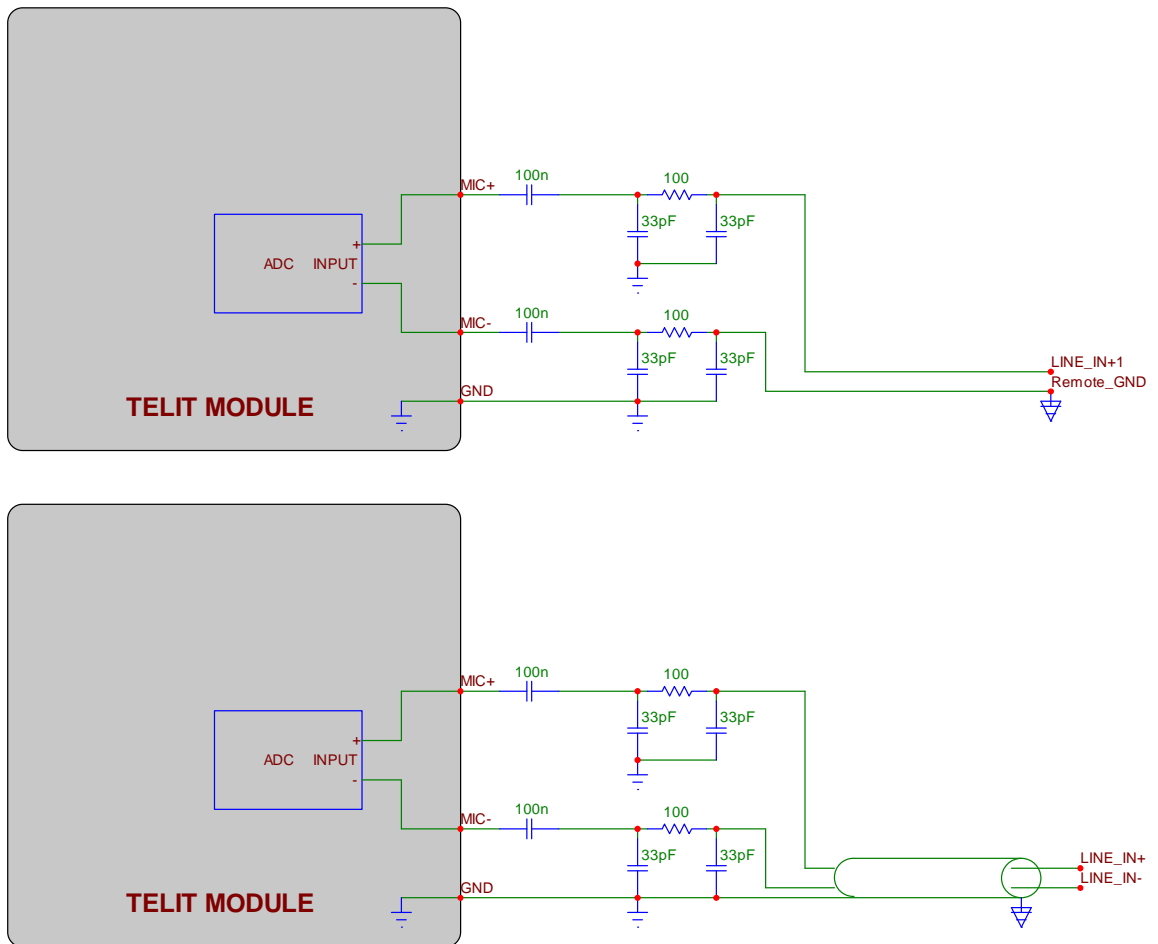 100n
100
MIC+
33pF 33pF
+
ADC INPUT
-
100n
100
MIC-
33pF 33pF
LINE_IN+1
Remote_GND
GND
TELIT MODULE
100n
100
MIC+
33pF 33pF
+
ADC INPUT
-
100n
100
MIC-
33pF 33pF
LINE_IN+
LINE_IN-
GND
TELIT MODULE